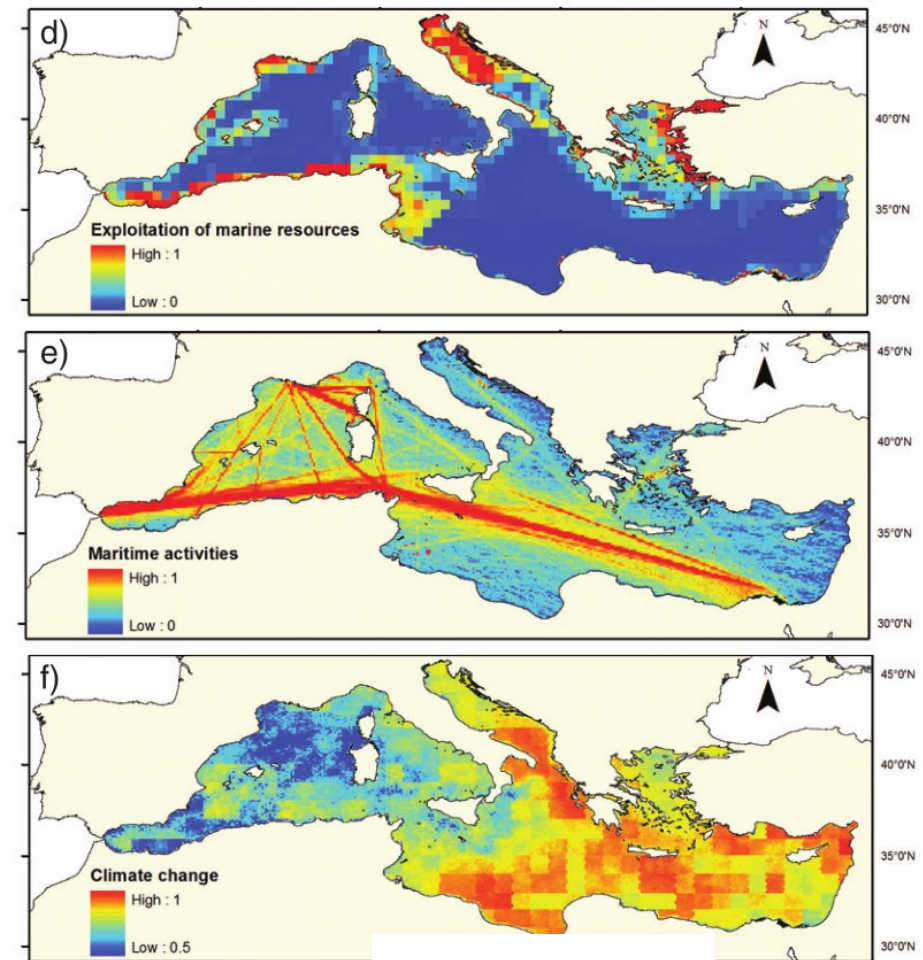 d)
N
45°0'N
40°0'N
35°0'N
30°0'N
Exploitation of marine resources
High : 1
Low : 0
e)
N
45°0'N
40°0'N
35°0'N
30°0'N
Maritime activities
High : 1
Low : 0
f)
N
45°0'N
40°0'N
35°0'N
30°0'N
Climate change
High : 1
Low : 0.5